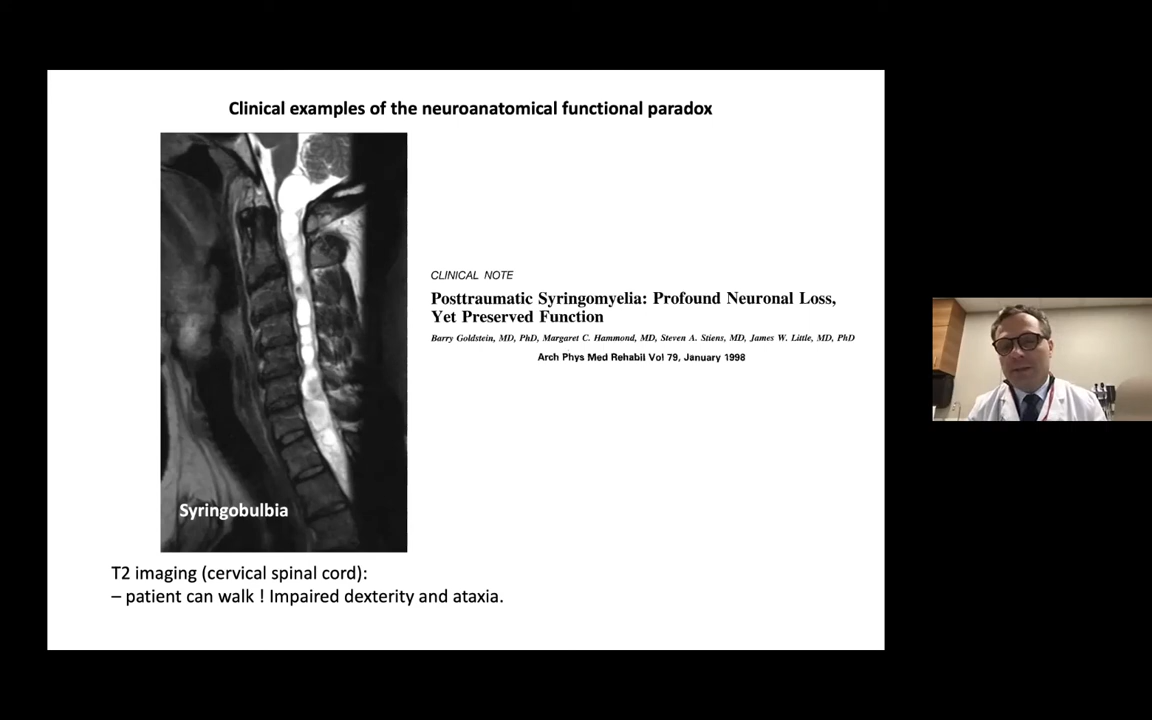 Clinical examples of the neuroanatomical functional paradox
CLINICAL NOTE
Posttraumatic Syringomyelia: Profound Neuronal Loss,
Yet Preserved Function
Barry Goldstein, MD, PhD, Margaret C. Hammond, MD, Steven A. Stiens, MD, James W. Little, MD, PhD
Arch Phys Med Rehabil Vol 79, January 1998
Syringobulbia
T2 imaging (cervical spinal cord):
– patient can walk ! Impaired dexterity and ataxia.